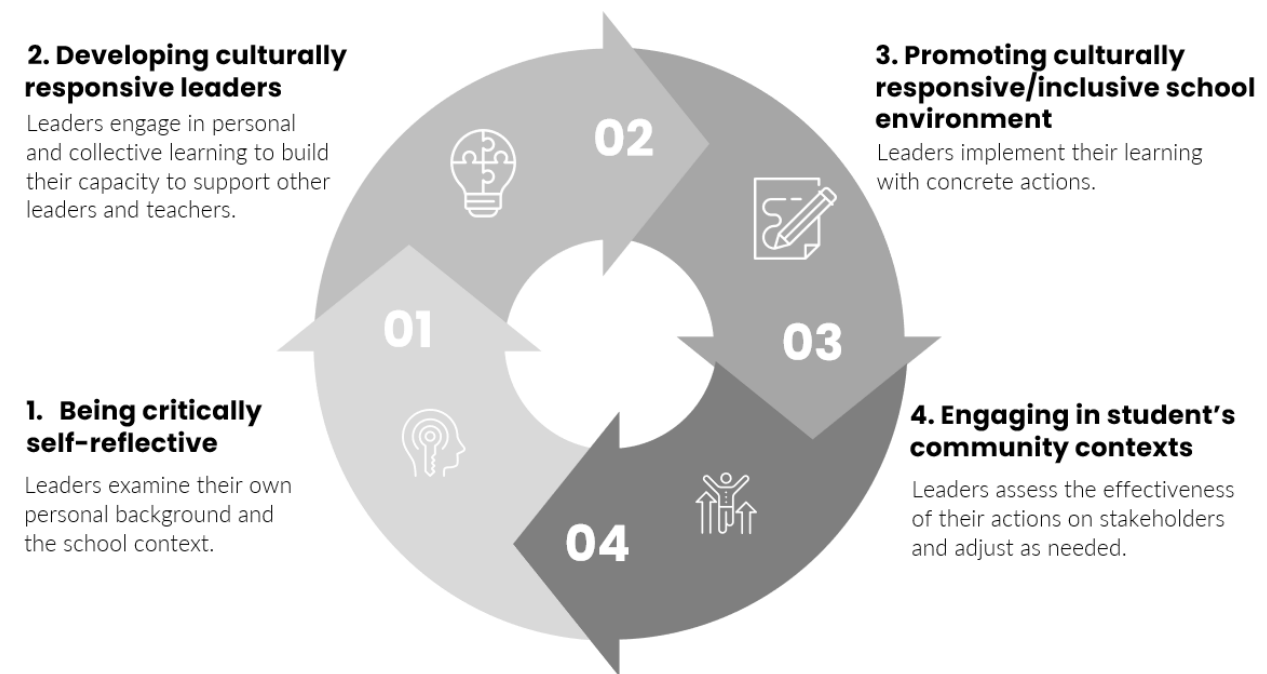 2. Developing culturally
responsive leaders
Leaders engage in personal
and collective learning to build
their capacity to support other
leaders and teachers.
02
3. Promoting culturally
responsive/inclusive school
environment
Leaders implement their learning
with concrete actions.
01
03
1. Being critically
self-reflective
Leaders examine their own
personal background and
the school context.
04
4. Engaging in student’s
community contexts
Leaders assess the effectiveness
of their actions on stakeholders
and adjust as needed.